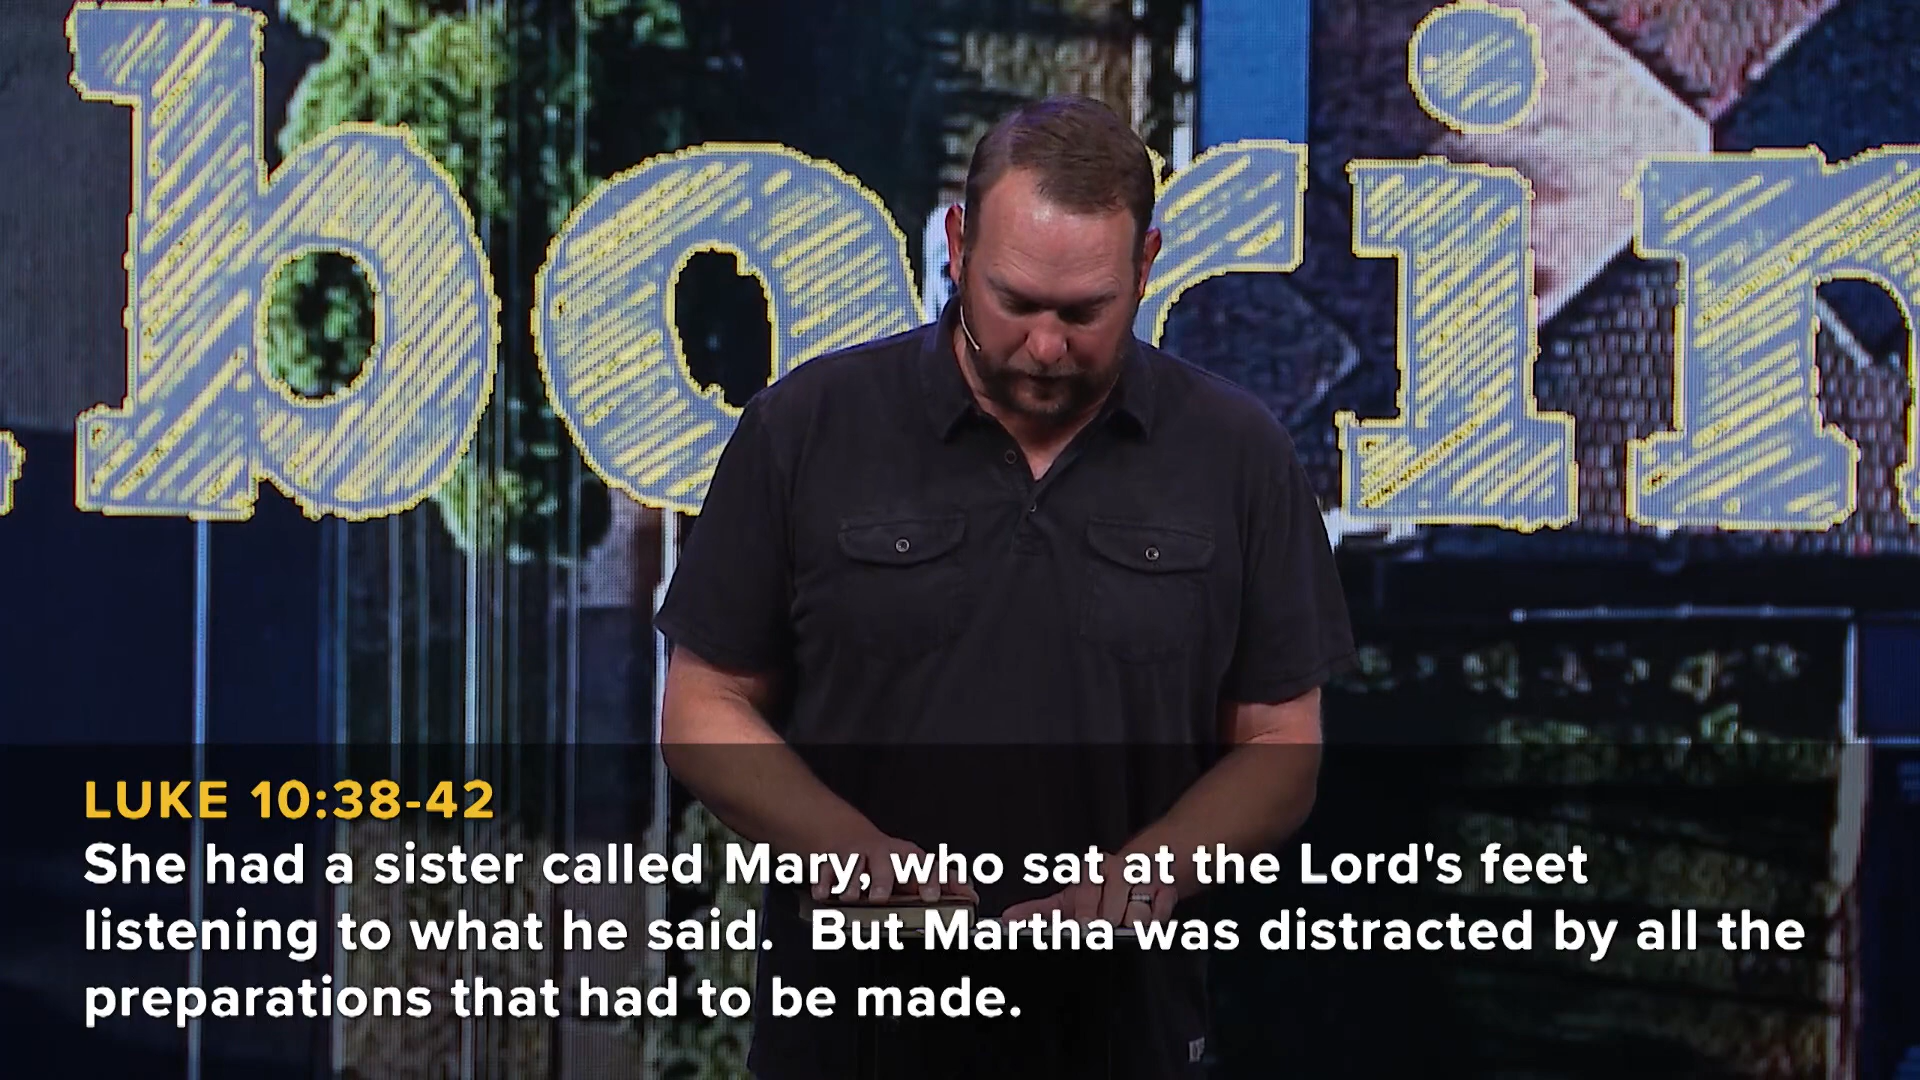 borin
LUKE 10:38-42
She had a sister called Mary, who sat at the Lord's feet
listening to what he said.  But Martha was distracted by all the
preparations that had to be made.